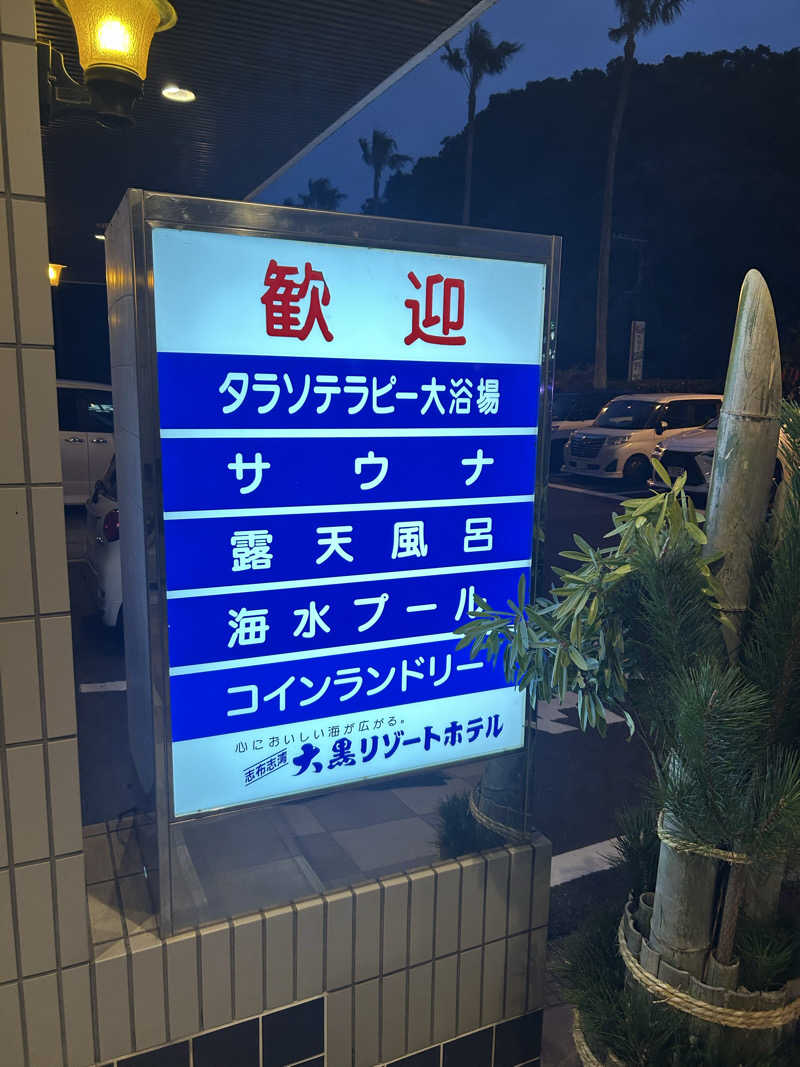 歓迎
タラソテラピー大浴場
サウナ
露天風呂
海水プール
コインランドリー
心においしい海が広がる。
志布志湾 大黒リゾートホテル